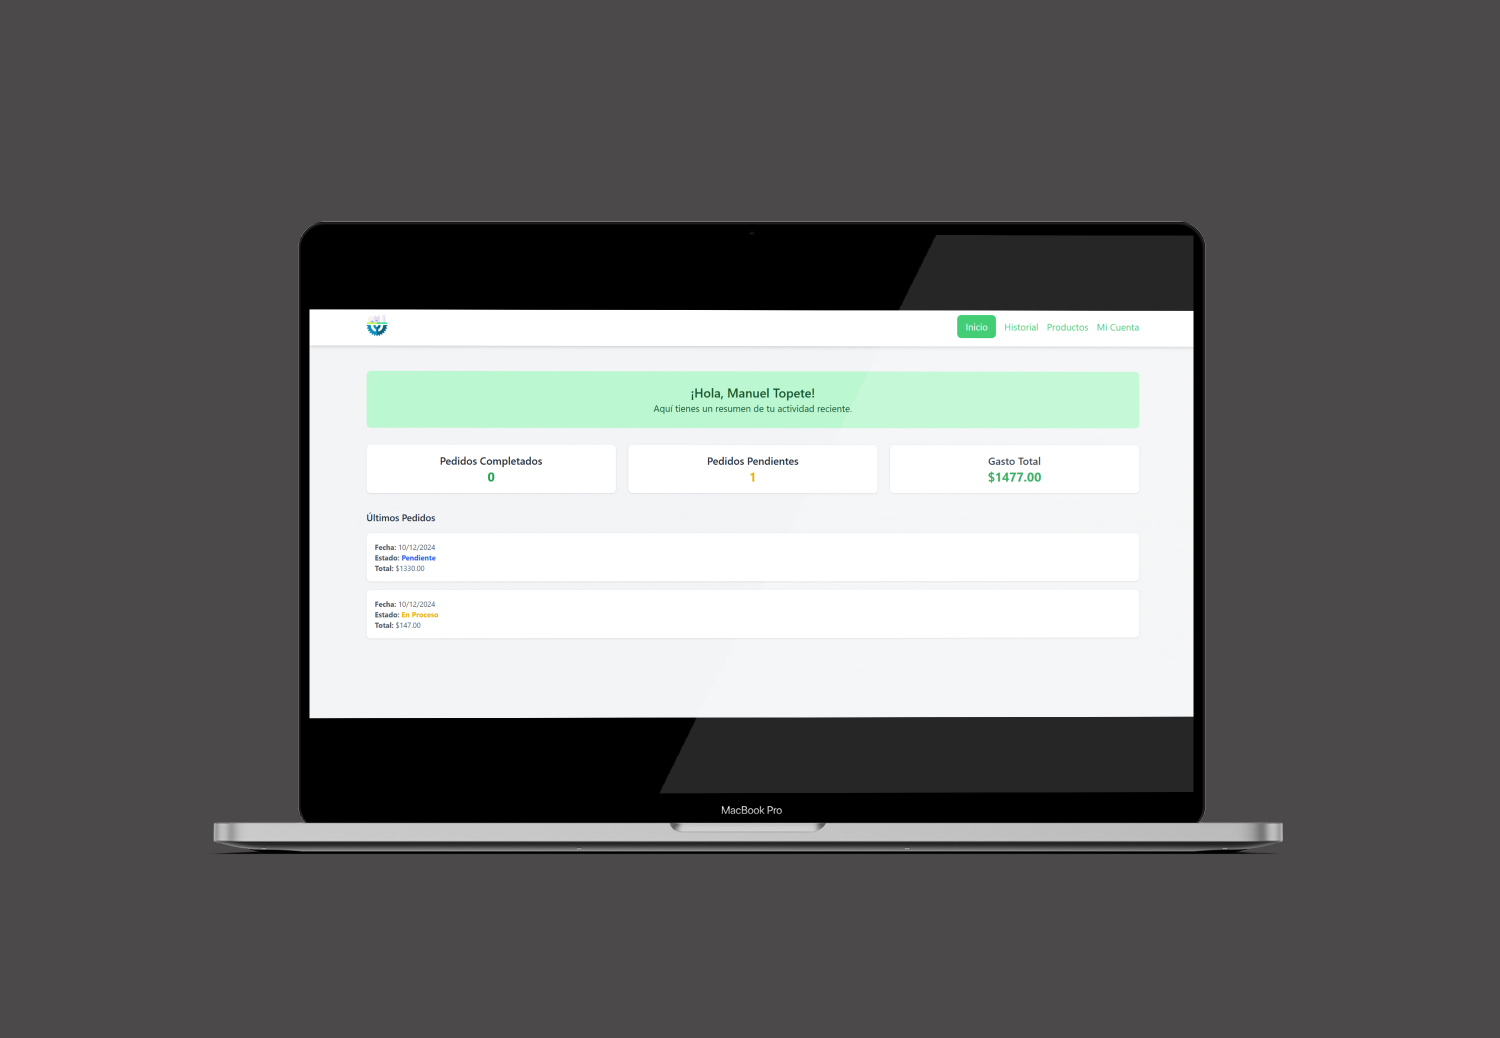 Inicio Historial Productos Mi Cuenta
¡Hola, Manuel Topete!
Aquí tienes un resumen de tu actividad reciente.
Pedidos Completados
0
Pedidos Pendientes
1
Gasto Total
$1477.00
Últimos Pedidos
Fecha: 10/12/2024
Estado: Pendiente
Total: $1330.00
Fecha: 10/12/2024
Estado: En Proceso
Total: $147.00
MacBook Pro